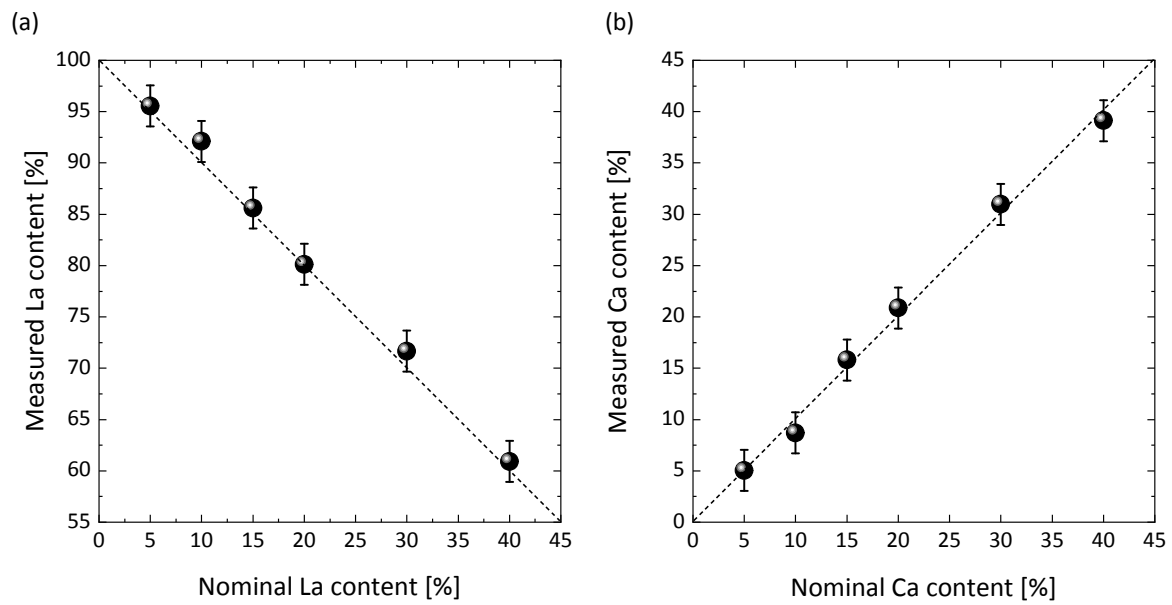 (a)
(b)
100
95
90
85
80
75
70
65
60
55
0 5 10 15 20 25 30 35 40 45
Measured La content [%]
Nominal La content [%]
45
40
35
30
25
20
15
10
5
0
0 5 10 15 20 25 30 35 40 45
Measured Ca content [%]
Nominal Ca content [%]